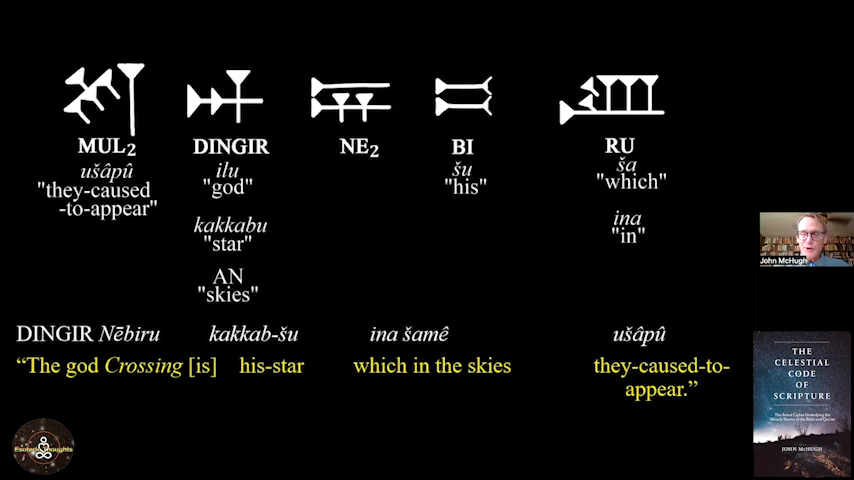 MUL₂ DINGIR NE₂ BI RU
ušâpû ilu šu ša
"they-caused "god" "his" "which"
-to-appear"
kakkabu ina
"star" "in"
AN
"skies"
DINGIR Nēbiru kakkab-šu ina šamê ušâpû
“The god Crossing [is] his-star which in the skies they-caused-to-
appear.”
John McHugh
THE
CELESTIAL
CODE
OF
SCRIPTURE
JOHN McHUGH
Esoteric Thoughts